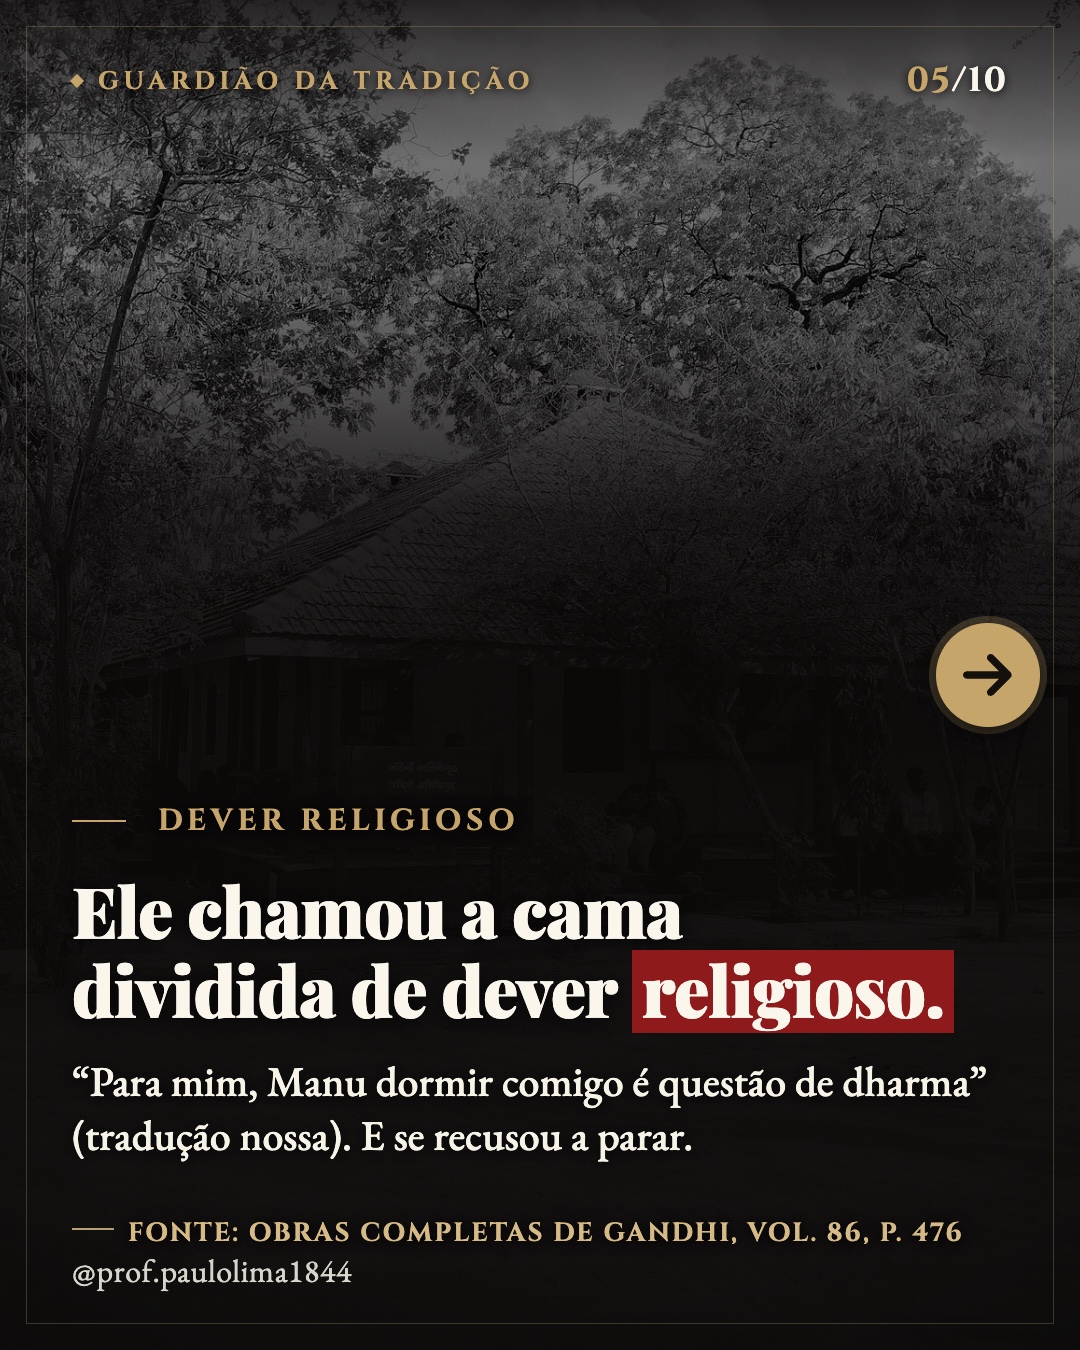 GUARDIÃO DA TRADIÇÃO
05/10
DEVER RELIGIOSO
Ele chamou a cama
dividida de dever religioso.
“Para mim, Manu dormir comigo é questão de dharma”
(tradução nossa). E se recusou a parar.
FONTE: OBRAS COMPLETAS DE GANDHI, VOL. 86, P. 476
@prof.paulolima1844